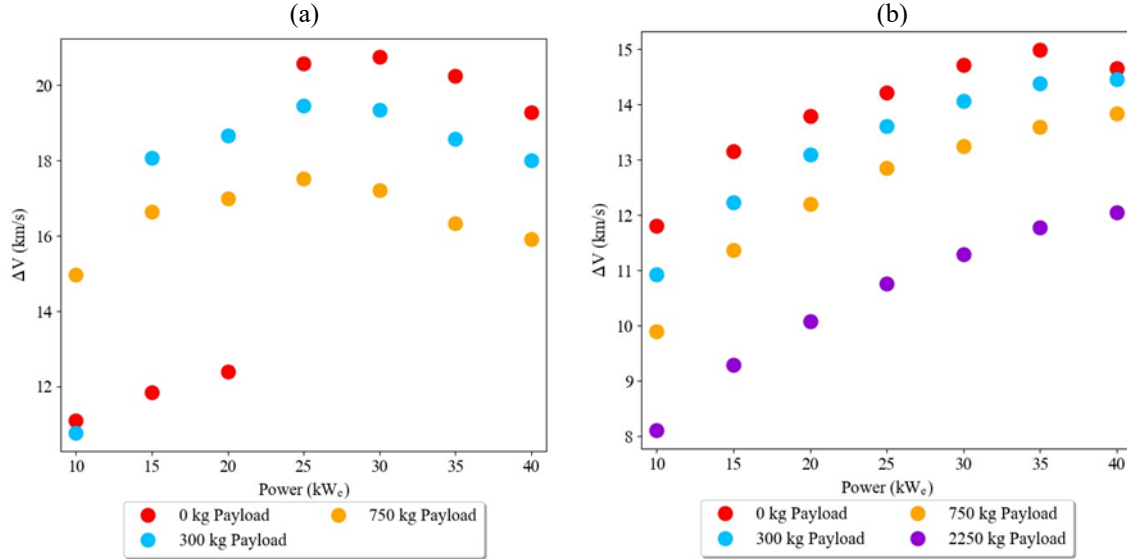 (a)
20
18
16
14
12
ΔV (km/s)
10 15 20 25 30 35 40
Power (kWe)
0 kg Payload 750 kg Payload
300 kg Payload
(b)
15
14
13
12
11
10
9
8
ΔV (km/s)
10 15 20 25 30 35 40
Power (kWe)
0 kg Payload 750 kg Payload
300 kg Payload 2250 kg Payload